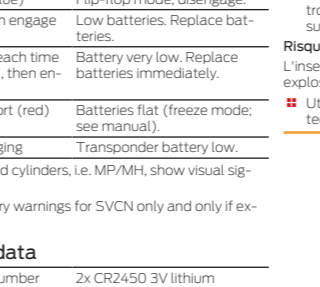 ue) Flip-flop mode, disengage.
n engage Low batteries. Replace bat-
teries.
each time Battery very low. Replace
, then en- batteries immediately.
ort (red) Batteries flat (freeze mode;
see manual).
ging Transponder battery low.
d cylinders, i.e. MP/MH, show visual sig-
ry warnings for SVCN only and only if ex-
data
umber 2x CR2450 3V lithium
tro
su
Risqu
L'inse
explos
Ut
te